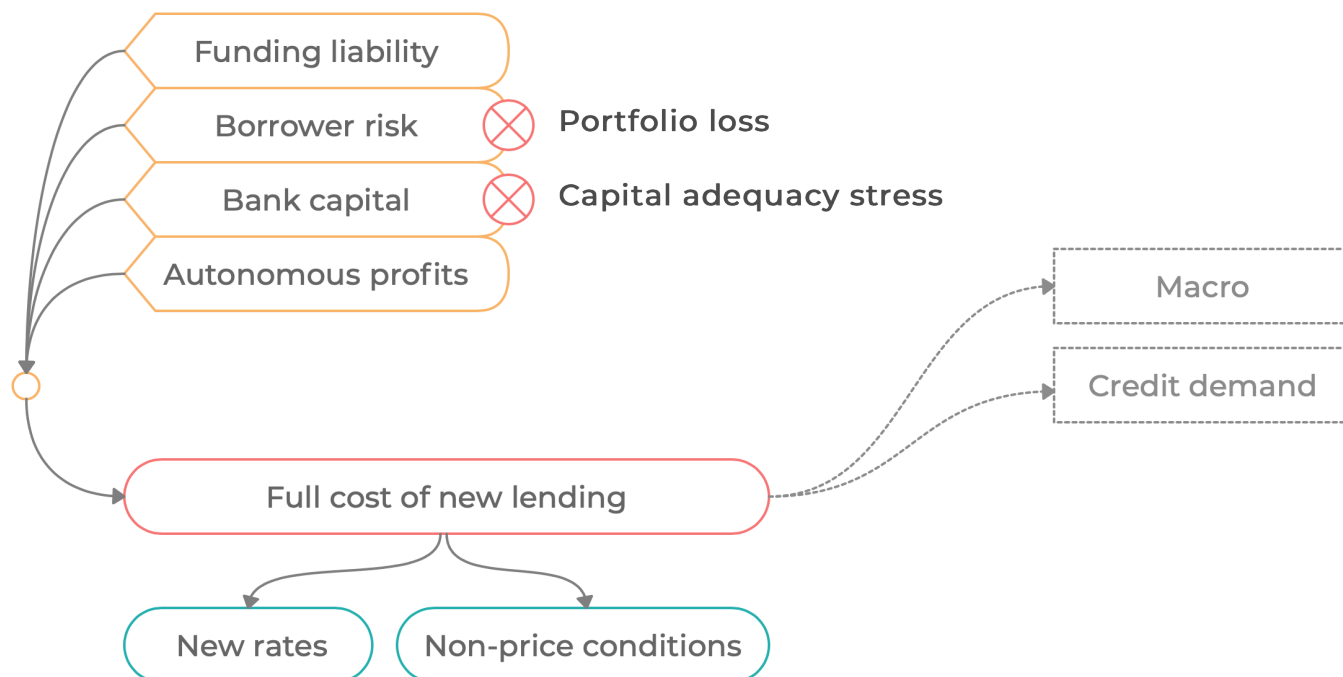 Funding liability
Borrower risk
Portfolio loss
Bank capital
Capital adequacy stress
Autonomous profits
Macro
Credit demand
Full cost of new lending
New rates
Non-price conditions